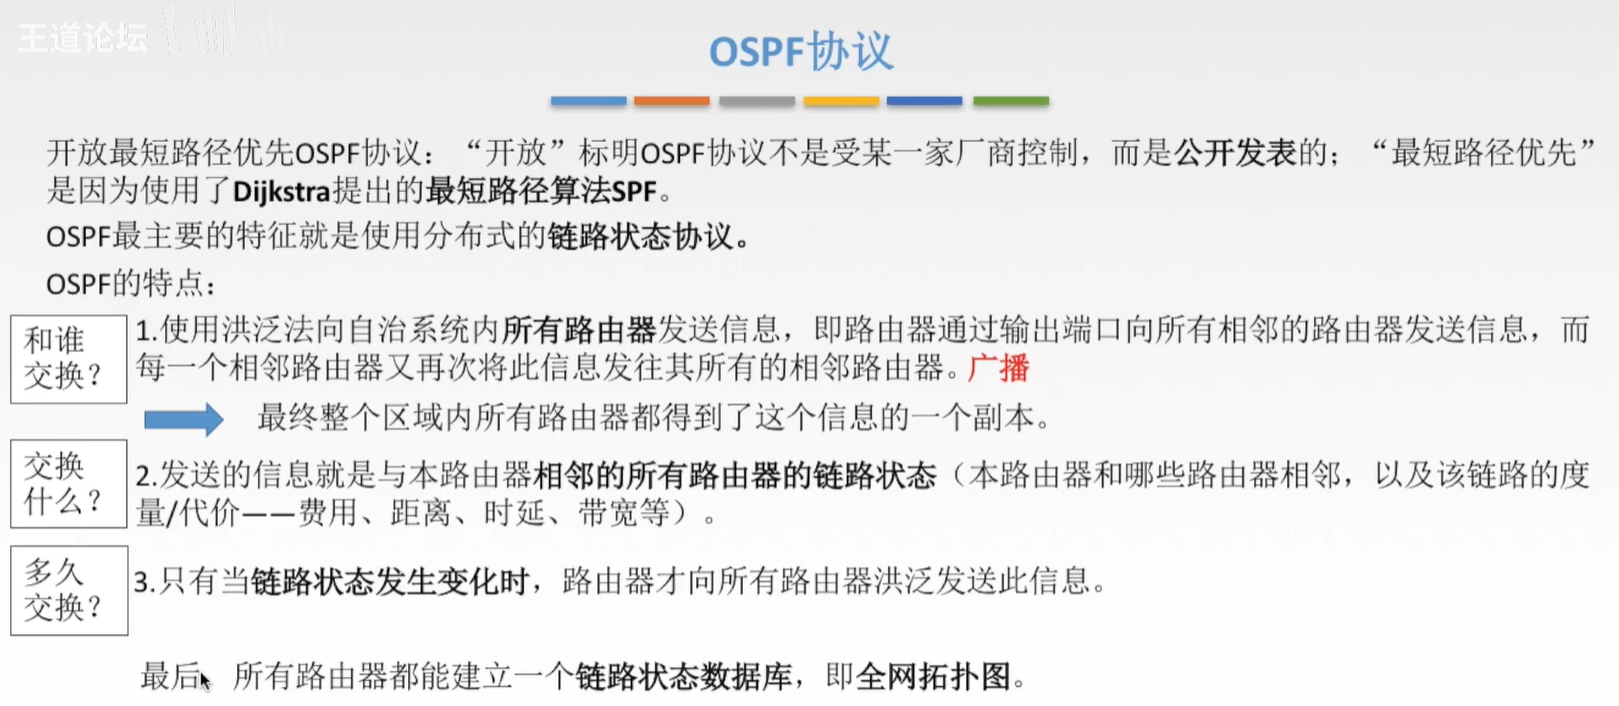 王道论坛
OSPF协议
开放最短路径优先OSPF协议：“开放”标明OSPF协议不是受某一家厂商控制，而是公开发表的；“最短路径优先”
是因为使用了Dijkstra提出的最短路径算法SPF。
OSPF最主要的特征就是使用分布式的链路状态协议。
OSPF的特点：
和谁
交换？
1.使用洪泛法向自治系统内所有路由器发送信息，即路由器通过输出端口向所有相邻的路由器发送信息，而
每一个相邻路由器又再次将此信息发往其所有的相邻路由器。广播
最终整个区域内所有路由器都得到了这个信息的一个副本。
交换
什么？
2.发送的信息就是与本路由器相邻的所有路由器的链路状态（本路由器和哪些路由器相邻，以及该链路的度
量/代价——费用、距离、时延、带宽等）。
多久
交换？
3.只有当链路状态发生变化时，路由器才向所有路由器洪泛发送此信息。
最后，所有路由器都能建立一个链路状态数据库，即全网拓扑图。